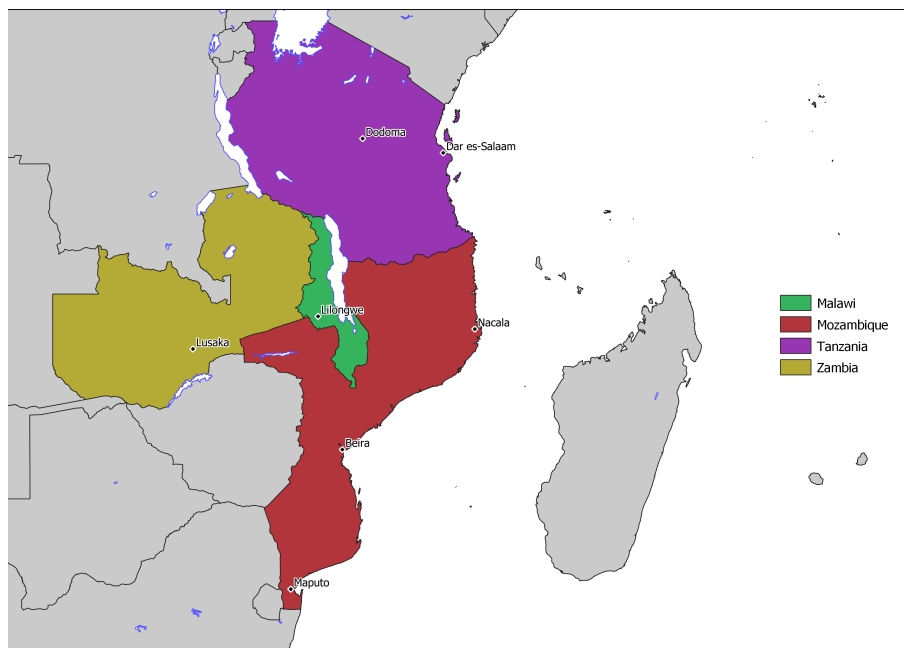 Dodoma
Dar es-Salaam
Lilongwe
Nacala
Lusaka
Beira
Maputo
Malawi
Mozambique
Tanzania
Zambia